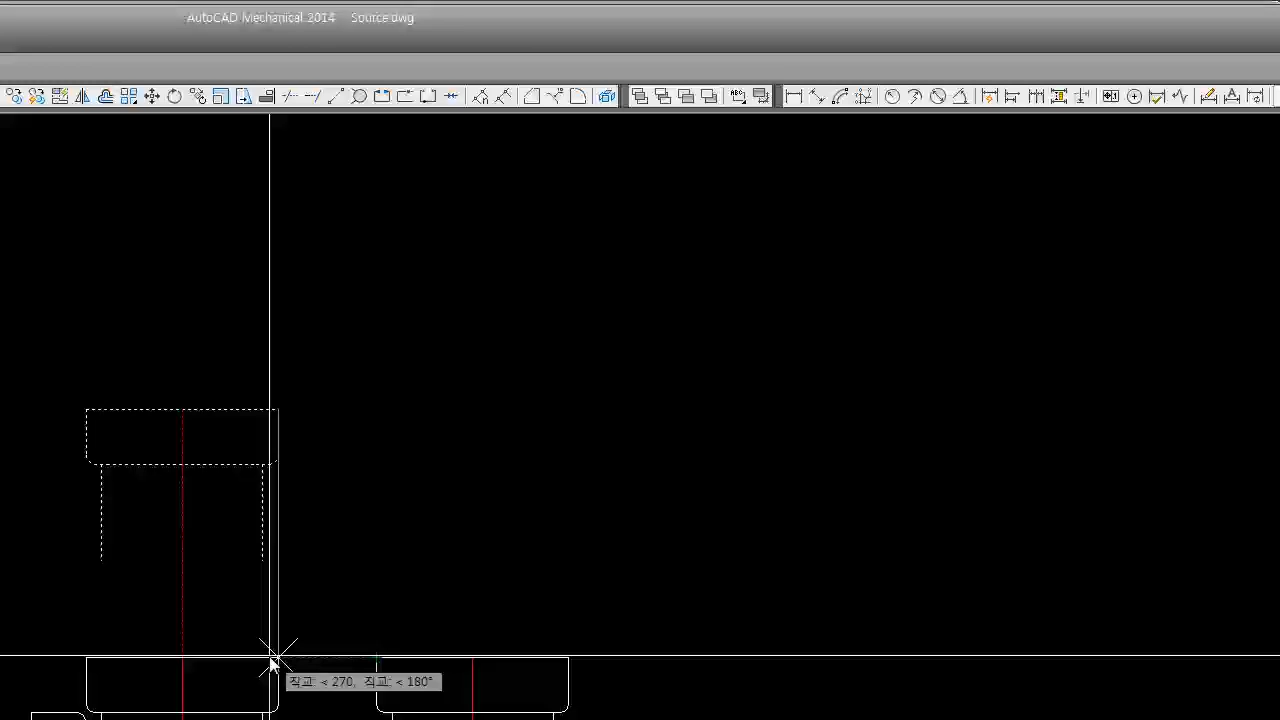 AutoCAD Mechanical 2014 Source.dwg
직교: < 270, 직교: < 180°